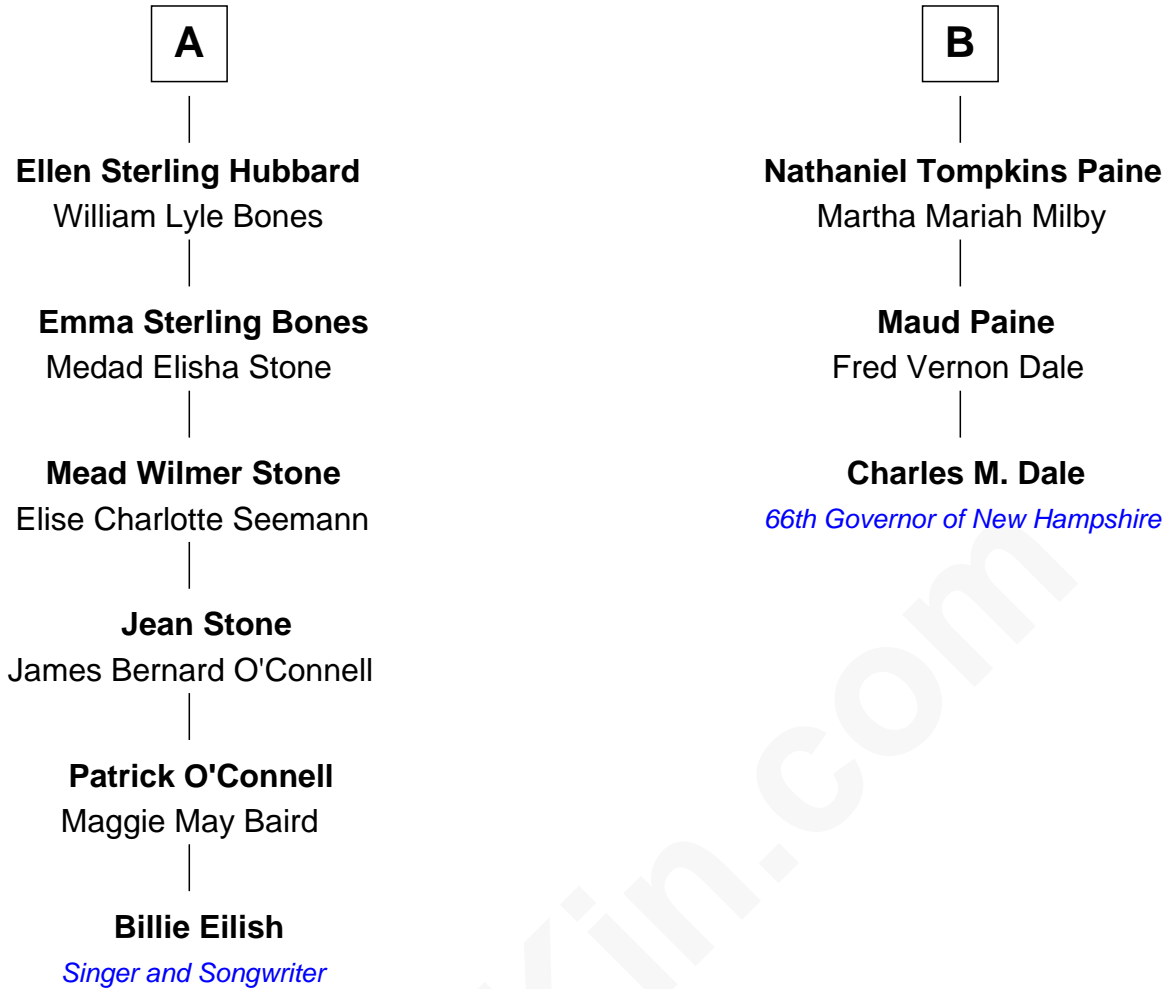 A
Ellen Sterling Hubbard
William Lyle Bones
Emma Sterling Bones
Medad Elisha Stone
Mead Wilmer Stone
Elise Charlotte Seemann
Jean Stone
James Bernard O'Connell
Patrick O'Connell
Maggie May Baird
Billie Eilish
Singer and Songwriter
B
Nathaniel Tompkins Paine
Martha Mariah Milby
Maud Paine
Fred Vernon Dale
Charles M. Dale
66th Governor of New Hampshire
kin.com